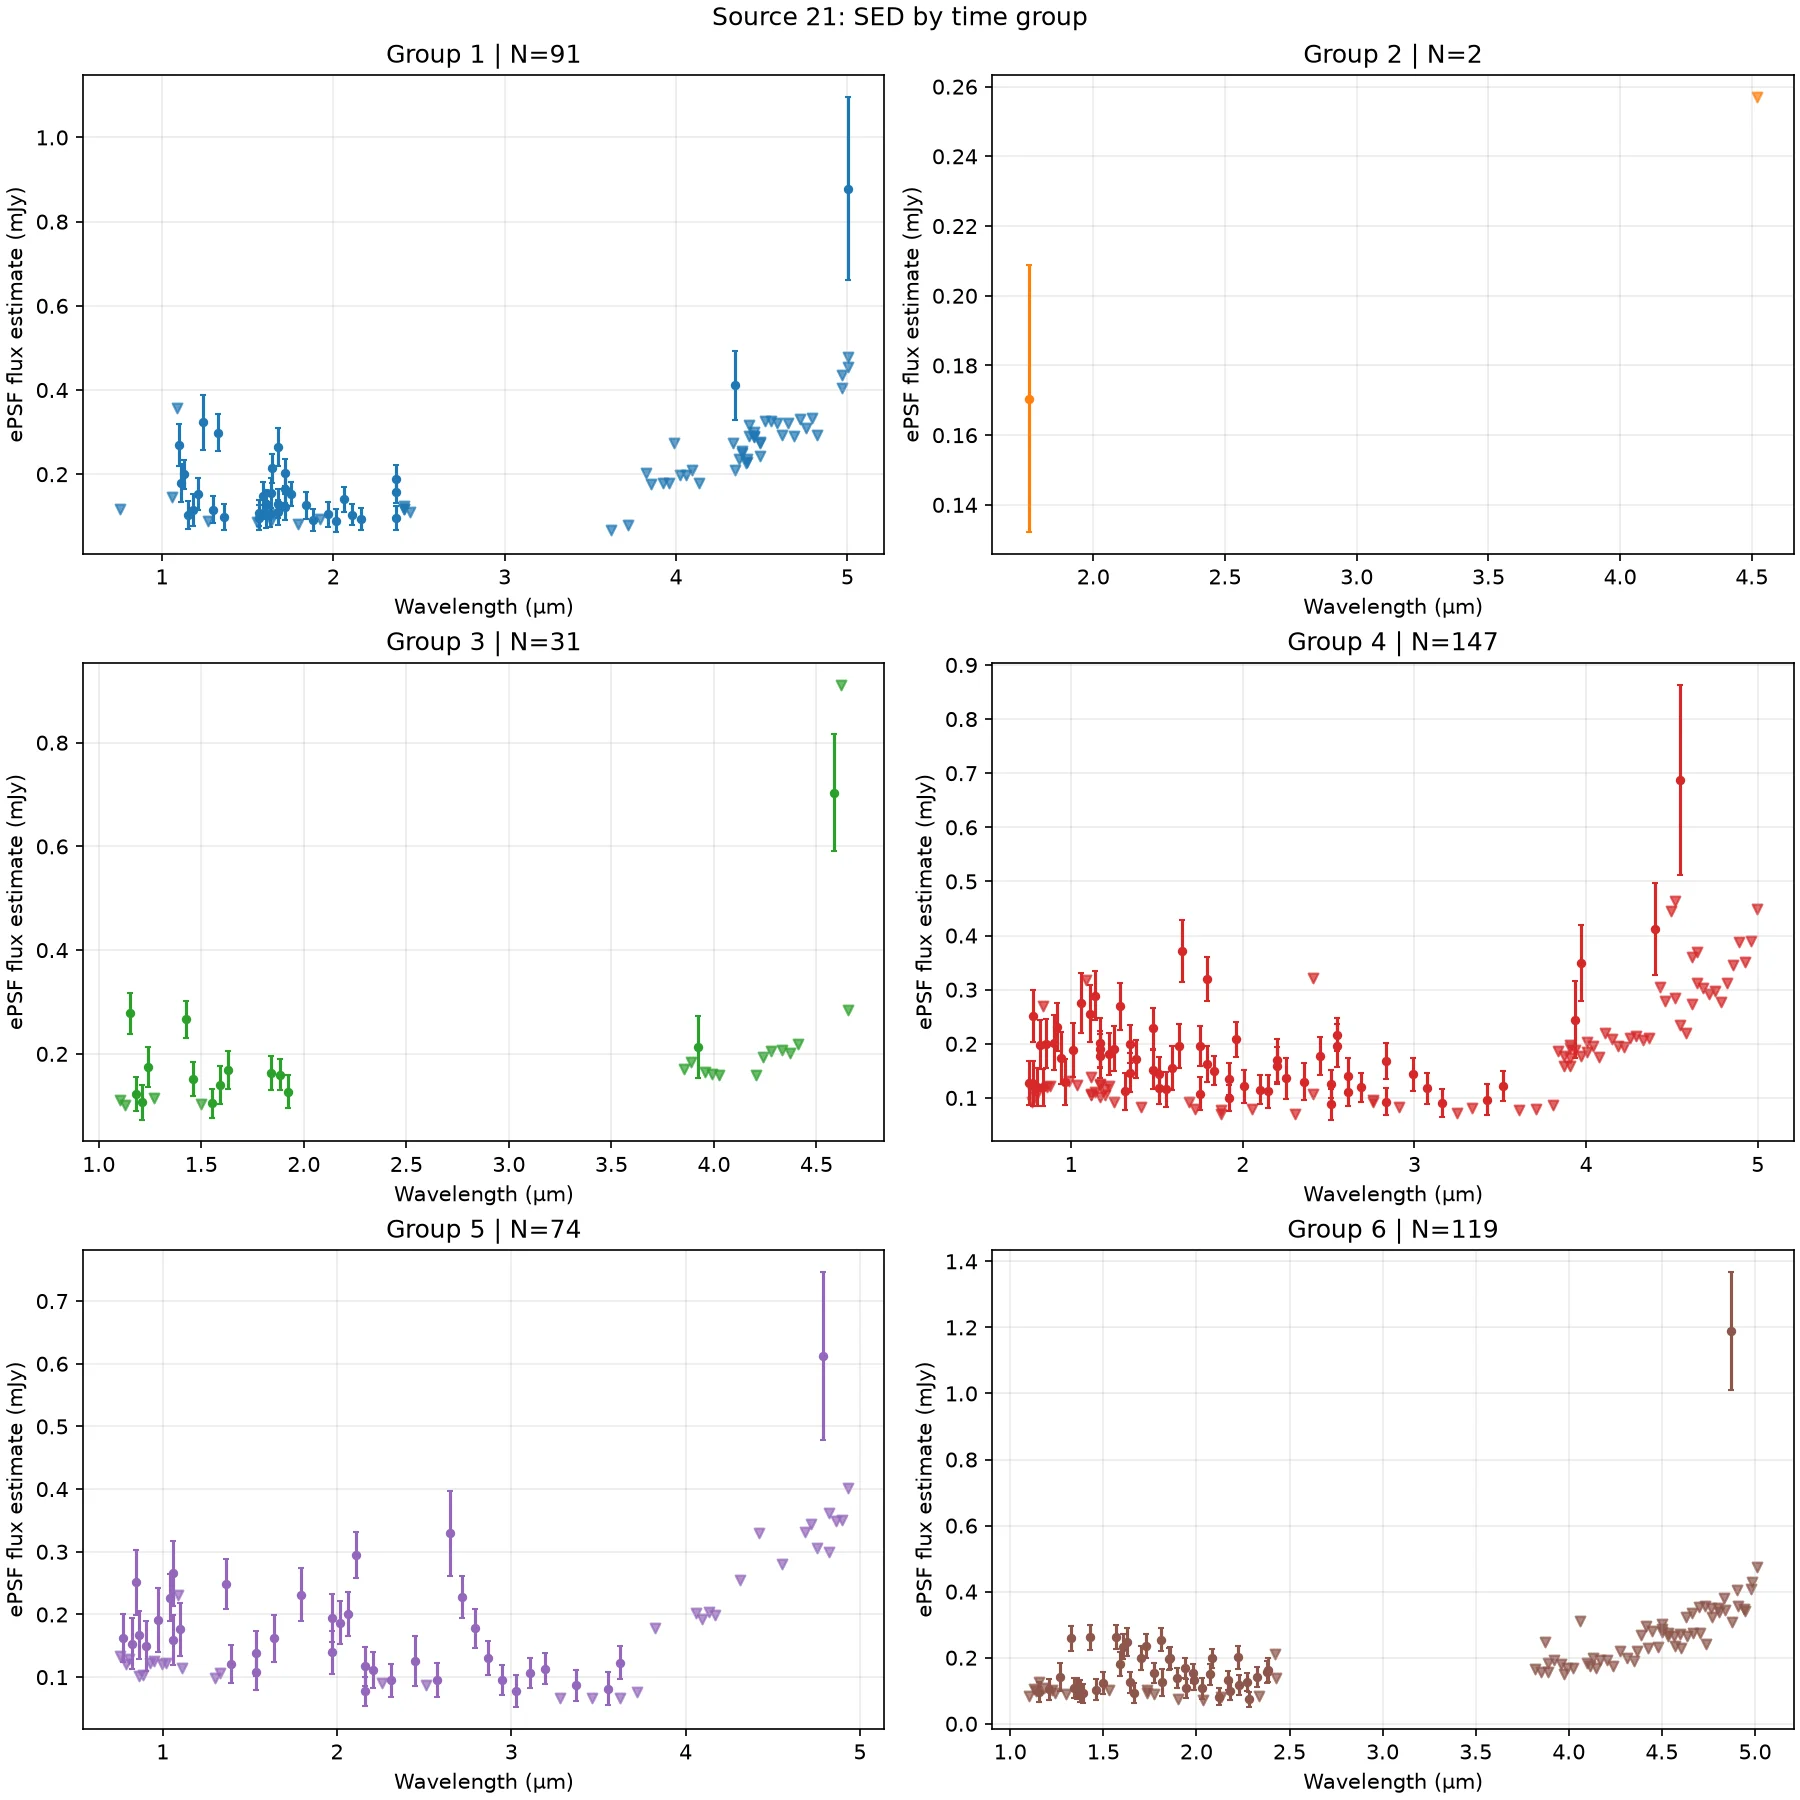 Source 21: SED by time group
Group 1 | N=91
ePSF flux estimate (mJy)
1.0
0.8
0.6
0.4
0.2
1 2 3 4 5
Wavelength (μm)
Group 2 | N=2
ePSF flux estimate (mJy)
0.26
0.24
0.22
0.20
0.18
0.16
0.14
2.0 2.5 3.0 3.5 4.0 4.5
Wavelength (μm)
Group 3 | N=31
ePSF flux estimate (mJy)
0.8
0.6
0.4
0.2
1.0 1.5 2.0 2.5 3.0 3.5 4.0 4.5
Wavelength (μm)
Group 4 | N=147
ePSF flux estimate (mJy)
0.9
0.8
0.7
0.6
0.5
0.4
0.3
0.2
0.1
1 2 3 4 5
Wavelength (μm)
Group 5 | N=74
ePSF flux estimate (mJy)
0.7
0.6
0.5
0.4
0.3
0.2
0.1
1 2 3 4 5
Wavelength (μm)
Group 6 | N=119
ePSF flux estimate (mJy)
1.4
1.2
1.0
0.8
0.6
0.4
0.2
0.0
1.0 1.5 2.0 2.5 3.0 3.5 4.0 4.5 5.0
Wavelength (μm)